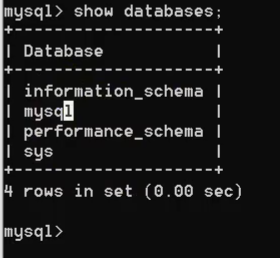 mysql> show databases;
+--------------------+
| Database           |
+--------------------+
| information_schema |
| mysql
| performance_schema |
| sys                |
+--------------------+
4 rows in set (0.00 sec)
mysql>